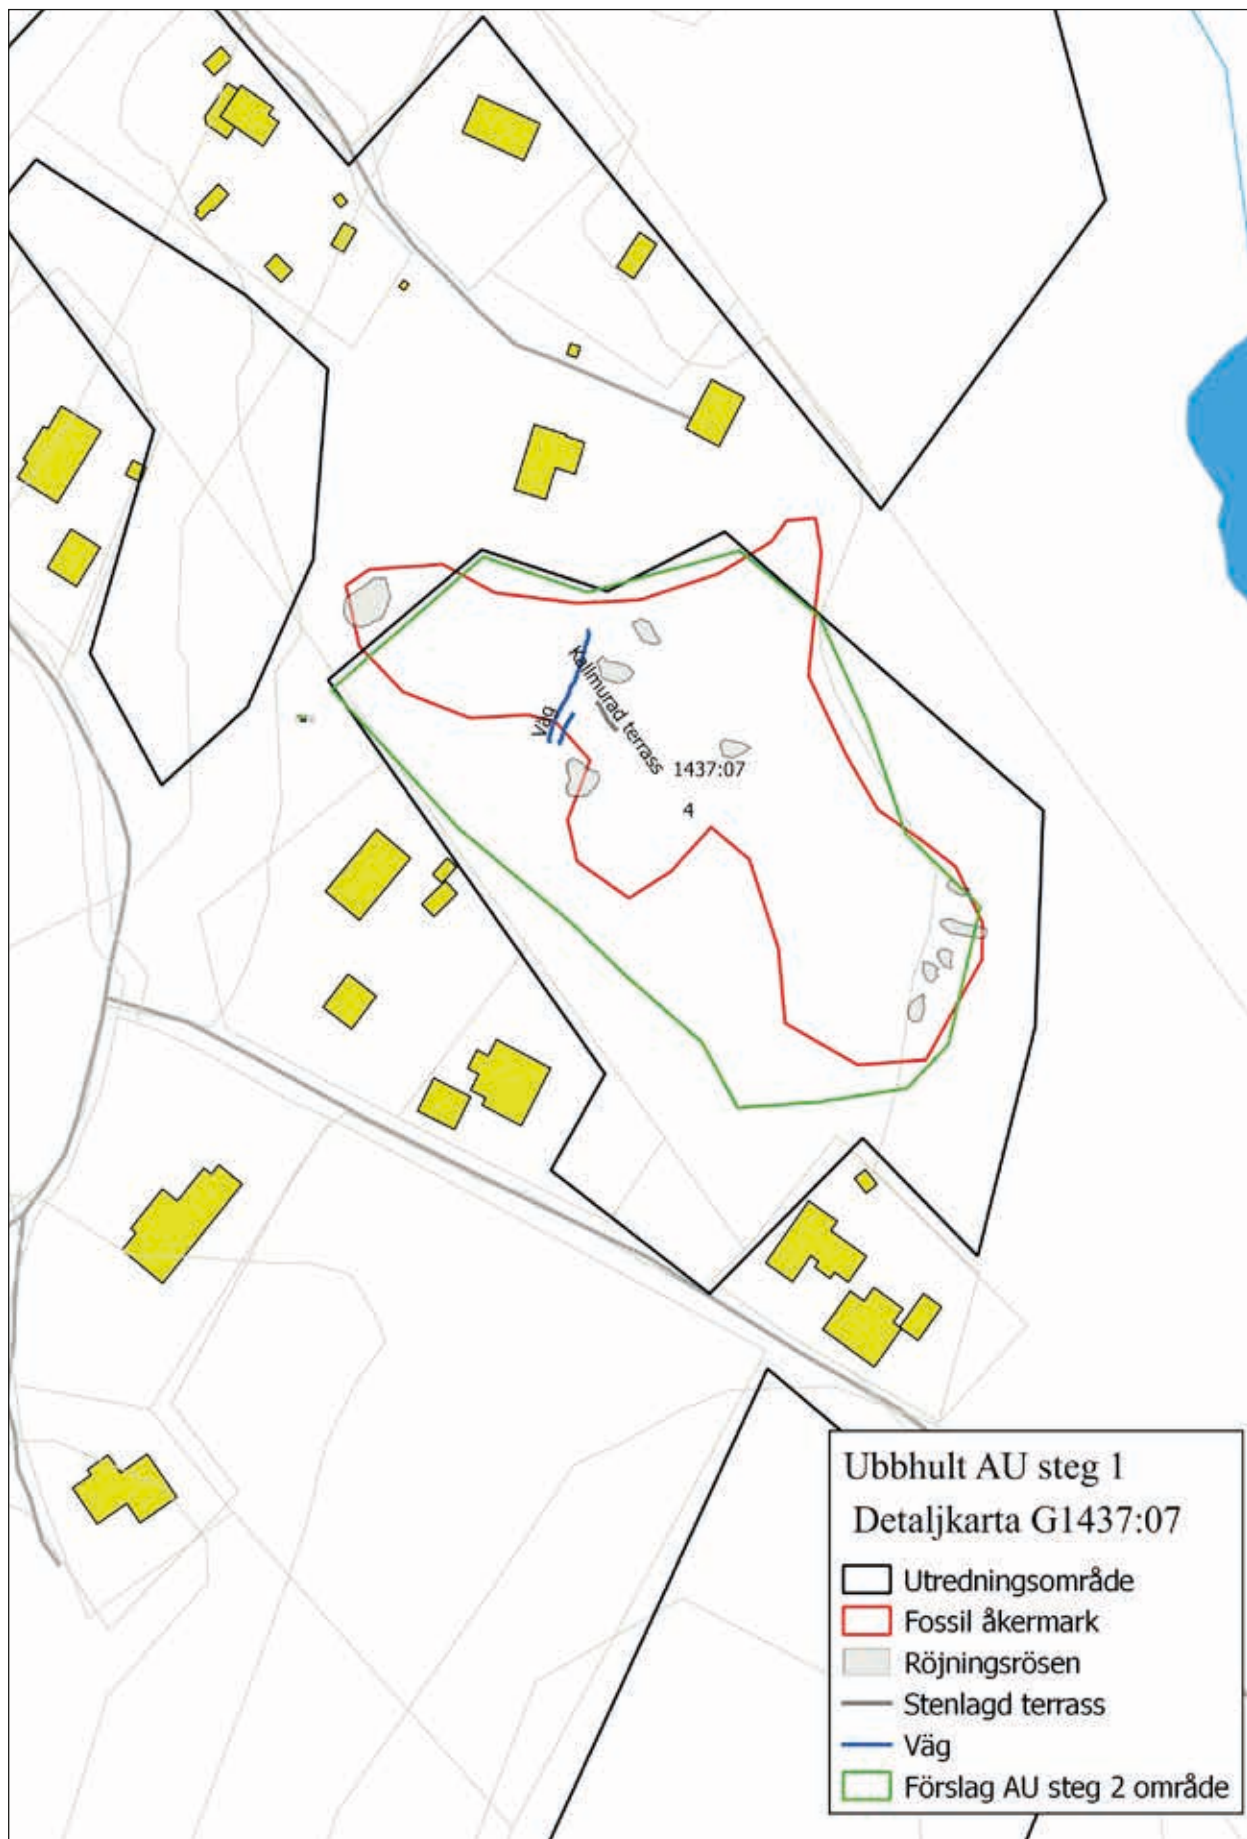 Kallmurad terrass
Väg
1437:07
4
Ubbhult AU steg 1
Detaljkarta G1437:07
Utredningsområde
Fossil åkermark
Röjningsrösen
Stenlagd terrass
Väg
Förslag AU steg 2 område